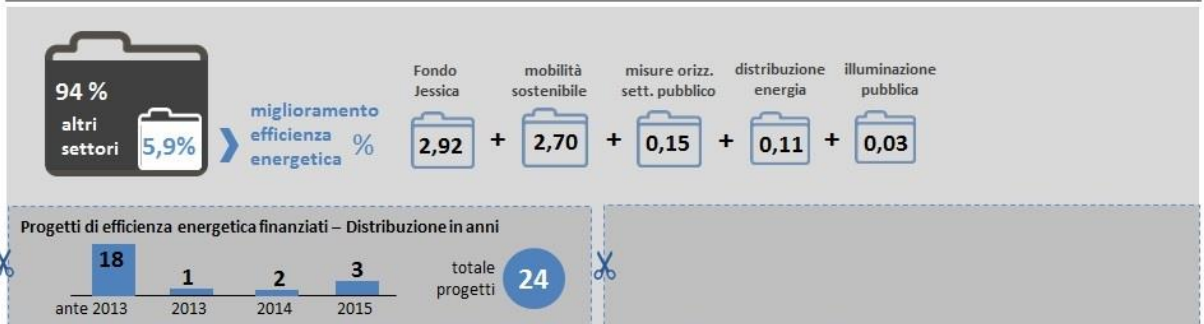 94 %
altri
settori
5,9%
miglioramento
efficienza
energetica %
Fondo
Jessica
2,92
+
mobilità
sostenibile
2,70
+
misure orizz.
sett. pubblico
0,15
+
distribuzione
energia
0,11
+
illuminazione
pubblica
0,03
Progetti di efficienza energetica finanziati – Distribuzione in anni
18
1
2
3
ante 2013
2013
2014
2015
totale
progetti
24